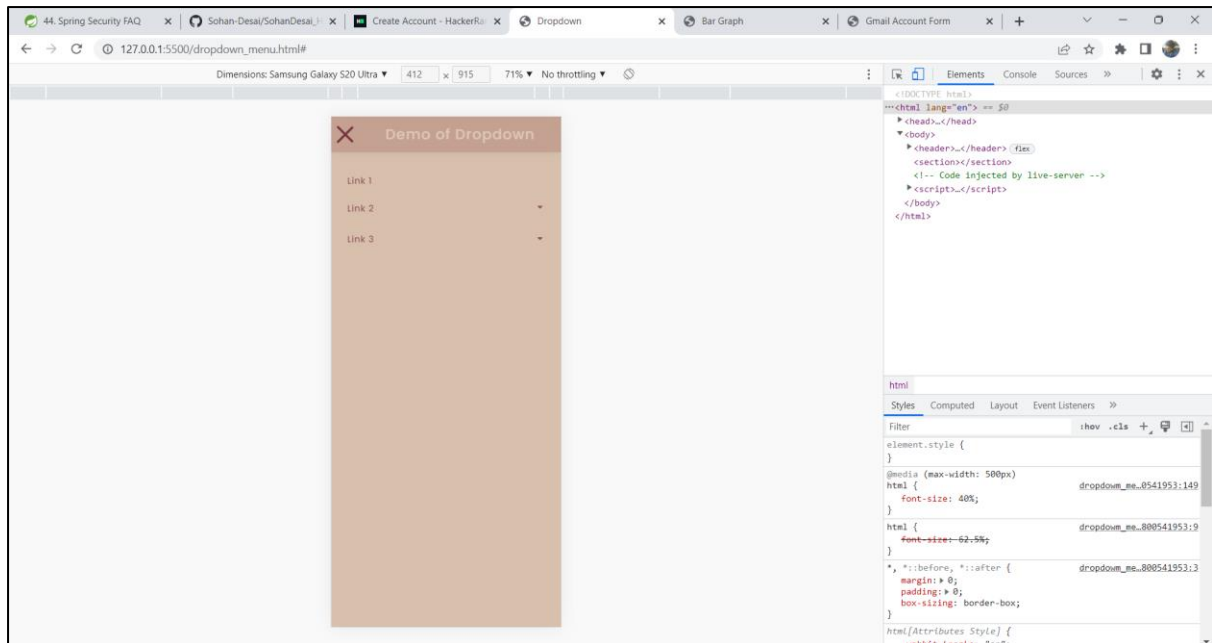 44. Spring Security FAQ
Sohan-Desai/SohanDesai_H
Create Account - HackerRa
Dropdown
Bar Graph
Gmail Account Form
127.0.0.1:5500/dropdown_menu.html#
Dimensions: Samsung Galaxy S20 Ultra ▼ 412 × 915 71% ▼ No throttling ▼
Elements Console Sources »
<!DOCTYPE html>
···<html lang="en"> == $0
▶<head>…</head>
▼<body>
▶<header>…</header> flex
<section></section>
<!-- Code injected by live-server -->
▶<script>…</script>
</body>
</html>
Demo of Dropdown
Link 1
Link 2
Link 3
html
Styles Computed Layout Event Listeners »
Filter :hov .cls +
element.style {
}
@media (max-width: 500px)
html { dropdowm_me…0541953:149
font-size: 40%;
}
html { dropdowm_me…800541953:9
font-size: 62.5%;
}
*, *::before, *::after { dropdowm_me…800541953:3
margin: ▶ 0;
padding: ▶ 0;
box-sizing: border-box;
}
html[Attributes Style] {